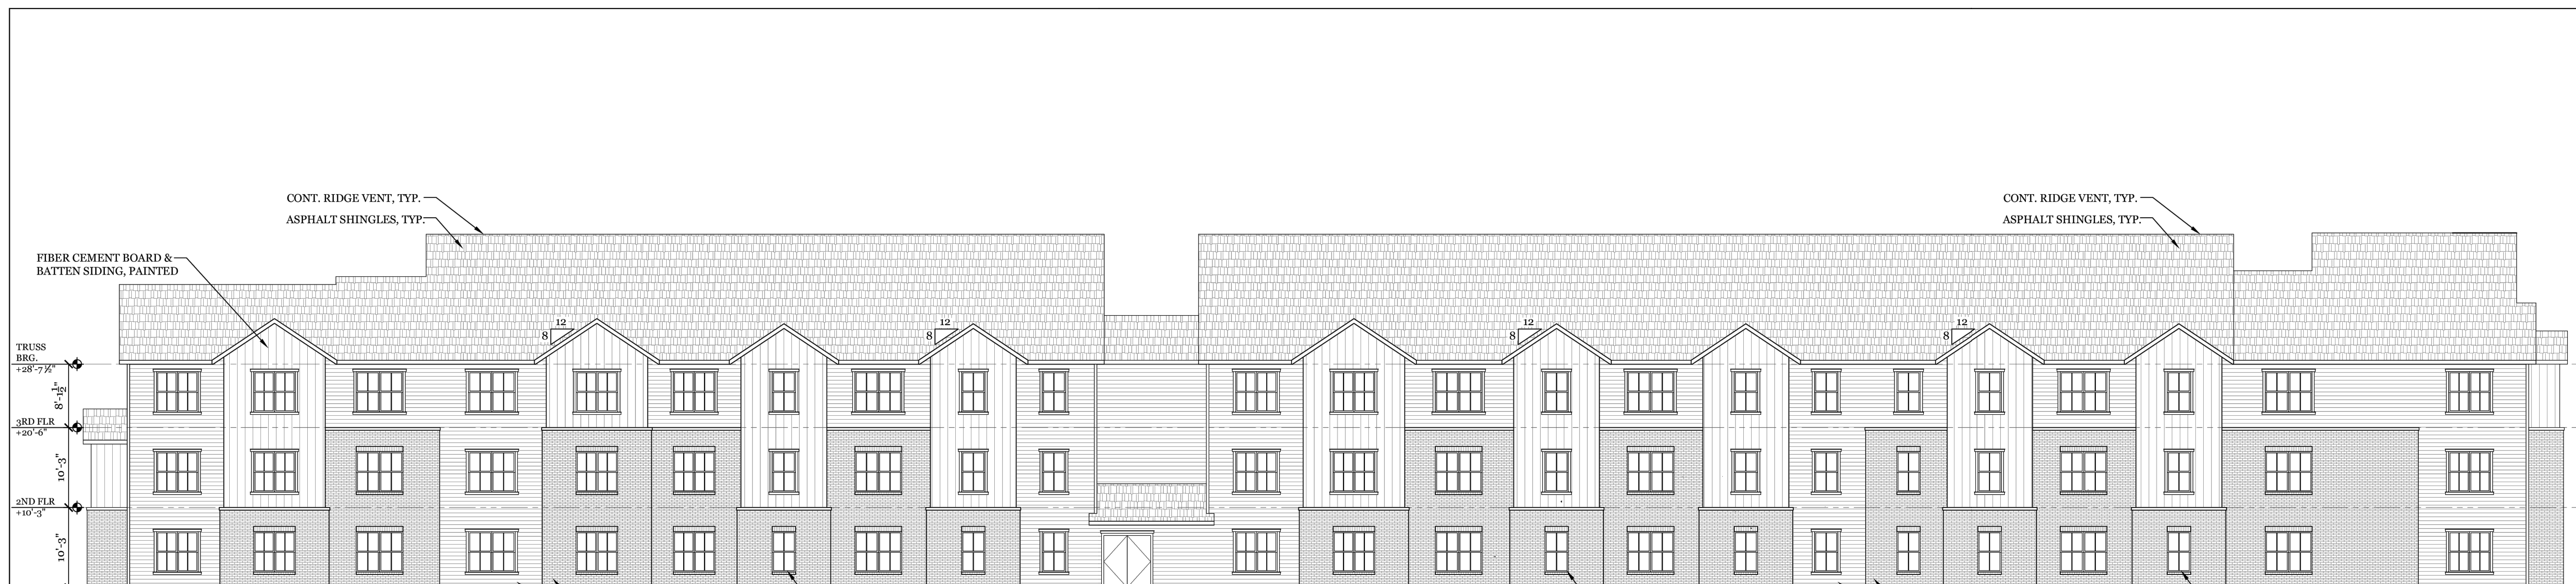 CONT. RIDGE VENT, TYP.
ASPHALT SHINGLES, TYP.
CONT. RIDGE VENT, TYP.
ASPHALT SHINGLES, TYP.
FIBER CEMENT BOARD &
BATTEN SIDING, PAINTED
12
8
12
8
12
8
12
8
TRUSS
BRG.
+28'-7 ½"
8'-1½"
3RD FLR
+20'-6"
10'-3"
2ND FLR
+10'-3"
10'-3"